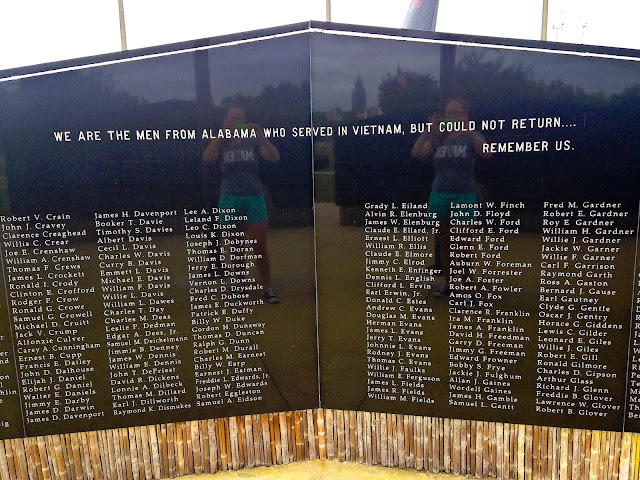 WE ARE THE MEN FROM ALABAMA WHO SERVED IN VIETNAM, BUT COULD NOT RETURN....
REMEMBER US.
Robert V. Crain
John J. Cravey
Clarence Creaghead
Willis C. Crear
Joe E. Crenshaw
William A. Crenshaw
Thomas F. Crews
James L. Crockett
Ronald I. Crody
Clinton E. Crofford
Rodger P. Crow
Ronald G. Crowe
Samuel G. Crowell
Michael D. Cruitt
Jack V. Crump
Alfonzie Culver
Carey A. Cunningham
Ernest B. Cupp
Francis E. Dailey
John D. Dalhouse
Elijah J. Daniel
Robert G. Daniel
Walter E. Daniels
Jimmy E. Darby
James D. Darwin
James D. Davenport
James H. Davenport
Booker T. Davie
Timothy S. Davies
Albert Davis
Cecil L. Davis
Charles W. Davis
Curry B. Davis
Emmett L. Davis
Michael E. Davis
William F. Davis
Willie L. Davis
William L. Dawes
Charles T. Day
Charles M. Dean
Leslie P. Dedman
Edgar A. Dees, Jr.
Samuel M. Deichelmann
Jimmie B. Denney
James W. Dennis
William E. Dennis
John T. DePriest
David R. Dickens
Lonnie A. Dilbeck
Thomas M. Dillard
Earl J. Dillworth
Raymond K. Dismukes
Lee A. Dixon
Leland F. Dixon
Leo C. Dixon
Louis K. Dixon
Joseph J. Dobynes
Thomas E. Doran
William D. Dorfman
Jerry E. Dorough
James L. Downs
Vernon L. Downs
Charles D. Drysdale
Fred C. Dubose
James E. Duckworth
Patrick E. Duffy
Billy W. Duke
Gordon M. Dunaway
Thomas D. Duncan
Ralph G. Dunn
Robert M. Durall
Charles M. Earnest
Billy W. Earp
Robert J. Eatman
Freddie L. Edwards, Jr.
Joseph W. Edwards
Robert Eggleston
Samuel A. Eidson
Grady L. Eiland
Alvin R. Elenburg
James W. Elenburg
Claude E. Ellard, Jr.
Ernest L. Elliott
William R. Ellis
Claude E. Elmore
Jimmy C. Elrod
Kenneth E. Enfinger
Dennis L. English
Clifford L. Ervin
Earl Erwin, Jr.
Donald C. Estes
Andrew C. Evans
Douglas M. Evans
Herman Evans
James L. Evans
Jerry T. Evans
Johnnie L. Evans
Rodney J. Evans
Thomas C. Evans
Willie J. Faulks
William E. Ferguson
James L. Fields
James R. Fields
William M. Fields
Lamont W. Finch
John D. Floyd
Charles W. Ford
Clifford E. Ford
Edward Ford
Glenn E. Ford
Robert Ford
Auburn W. Foreman
Joel W. Forrester
Joe A. Foster
Robert A. Fowler
Amos O. Fox
Carl J. Fox
Clarence R. Franklin
Ira M. Franklin
James A. Franklin
David H. Freedman
Garry D. Freeman
Jimmy G. Freeman
Edward Frowner
Bobby S. Frye
Jackie J. Fulghum
Allan J. Gaines
Wordell Gaines
James H. Gamble
Samuel L. Gantt
Fred M. Gardner
Robert E. Gardner
Roy E. Gardner
William H. Gardner
Willie J. Gardner
Jackie W. Garner
Willie F. Garner
Carl F. Garrison
Raymond Garth
Ross A. Gaston
Bernard J. Gause
Earl Gautney
Clyde G. Gentle
Oscar J. Gentry
Horace G. Giddens
Lewis C. Gilder
Leonard E. Giles
Willie J. Giles
Robert E. Gill
Ronald Gilmore
Charles D. Gipson
Arthur Glass
Richard J. Glenn
Freddie B. Glover
Lawrence W. Glover
Robert B. Glover